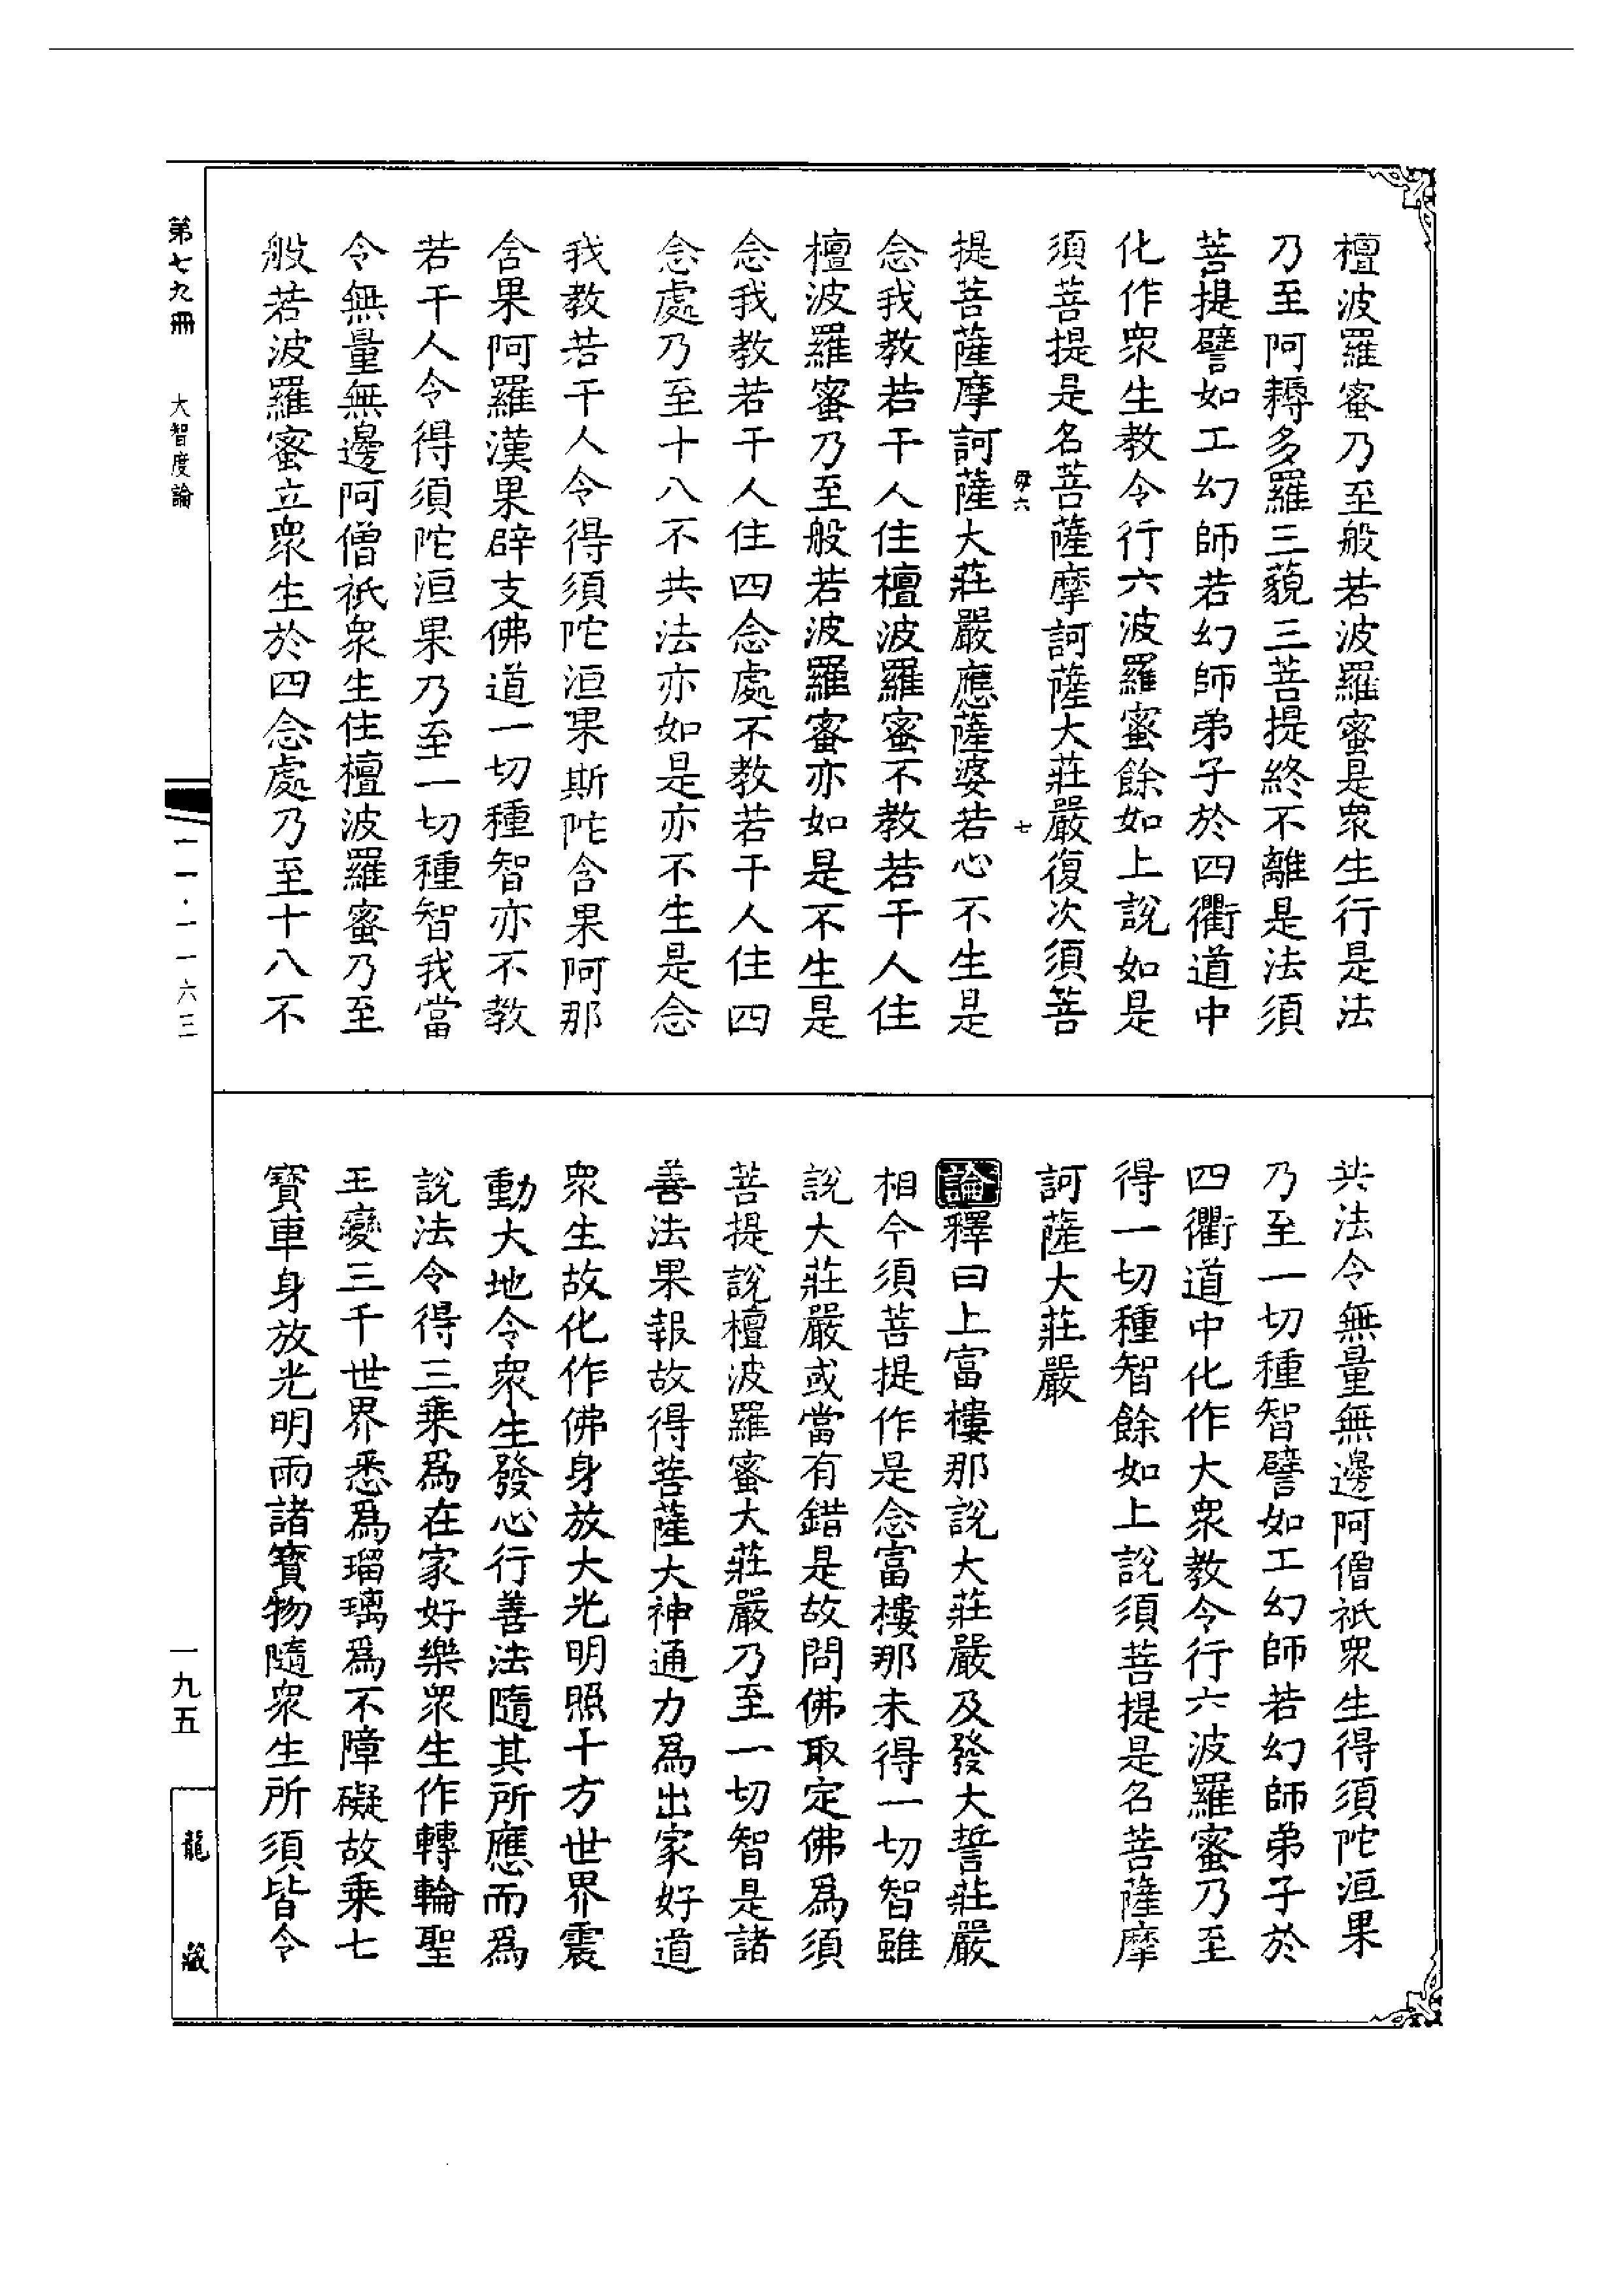 檀波羅蜜乃至般若波羅蜜是衆生行是法
乃至阿耨多羅三藐三菩提終不離是法須
菩提譬如工幻師若幻師弟子於四衢道中
化作衆生教令行六波羅蜜餘如上說如是
須菩提是名菩薩摩訶薩大莊嚴復次須菩
毋六 七
提菩薩摩訶薩大莊嚴應薩婆若心不生是
念我教若干人住檀波羅蜜不教若干人住
檀波羅蜜乃至般若波羅蜜亦如是不生是
念我教若干人住四念處不教若干人住四
念處乃至十八不共法亦如是亦不生是念
我教若干人令得須陀洹果斯陀含果阿那
含果阿羅漢果辟支佛道一切種智亦不教
若干人令得須陀洹果乃至一切種智我當
令無量無邊阿僧祇衆生住檀波羅蜜乃至
般若波羅蜜立衆生於四念處乃至十八不
共法令無量無邊阿僧祇衆生得須陀洹果
乃至一切種智譬如工幻師若幻師弟子於
四衢道中化作大衆教令行六波羅蜜乃至
得一切種智餘如上說須菩提是名菩薩摩
訶薩大莊嚴
論釋曰上富樓那說大莊嚴及發大誓莊嚴
相今須菩提作是念富樓那未得一切智雖
說大莊嚴或當有錯是故問佛取定佛爲須
菩提說檀波羅蜜大莊嚴乃至一切智是諸
善法果報故得菩薩大神通力爲出家好道
衆生故化作佛身放大光明照十方世界震
動大地令衆生發心行善法隨其所應而爲
說法令得三乘爲在家好樂衆生作轉輪聖
王變三千世界悉爲瑠璃爲不障礙故乘七
寶車身放光明雨諸寶物隨衆生所須皆令
第七九冊 大智度論
一一·一一六三
一九五
龍藏